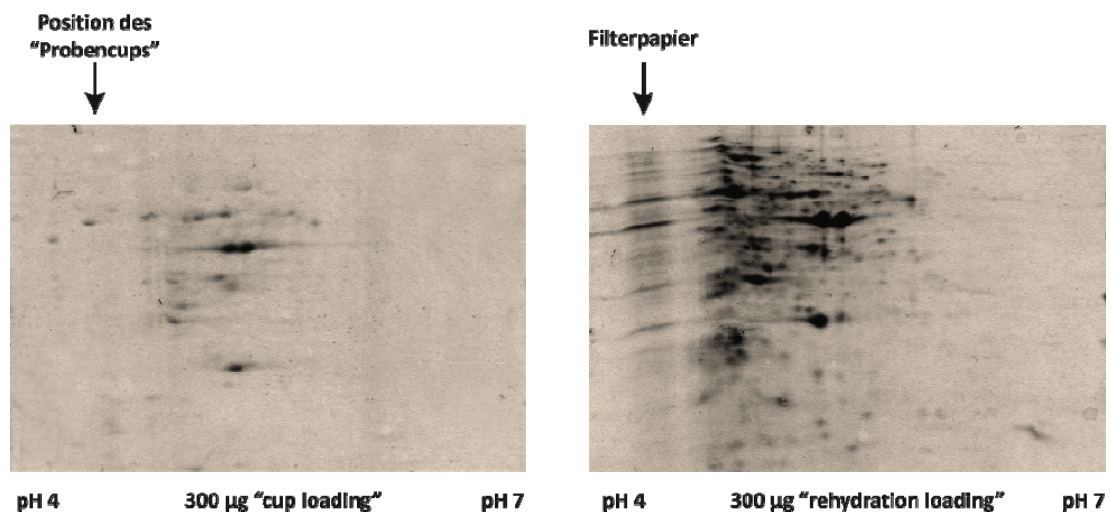 Position des
"Probencups"
Filterpapier
pH 4
300 µg "cup loading"
pH 7
pH 4
300 µg "rehydration loading"
pH 7